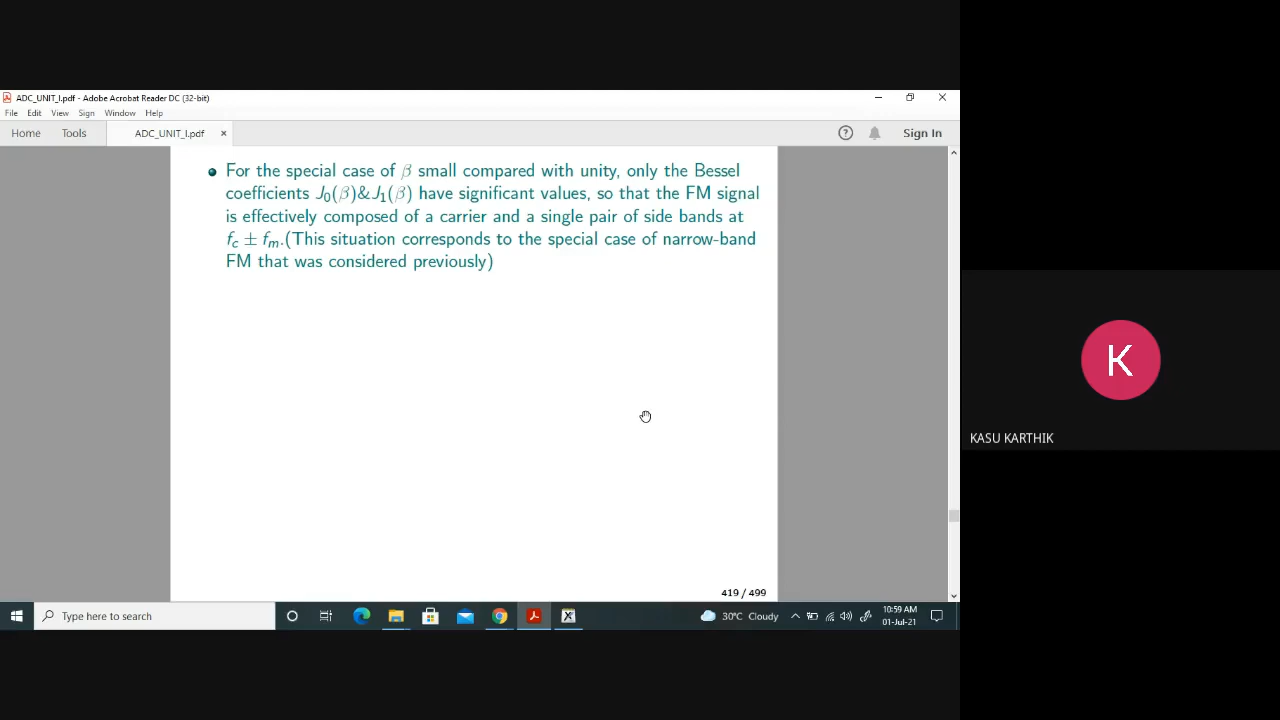 ADC_UNIT_I.pdf - Adobe Acrobat Reader DC (32-bit)
File Edit View Sign Window Help
Home Tools ADC_UNIT_I.pdf × Sign In
For the special case of β small compared with unity, only the Bessel
coefficients J₀(β)&J₁(β) have significant values, so that the FM signal
is effectively composed of a carrier and a single pair of side bands at
f_c ± f_m.(This situation corresponds to the special case of narrow-band
FM that was considered previously)
K
KASU KARTHIK
419 / 499
Type here to search
30°C Cloudy
10:59 AM
01-Jul-21